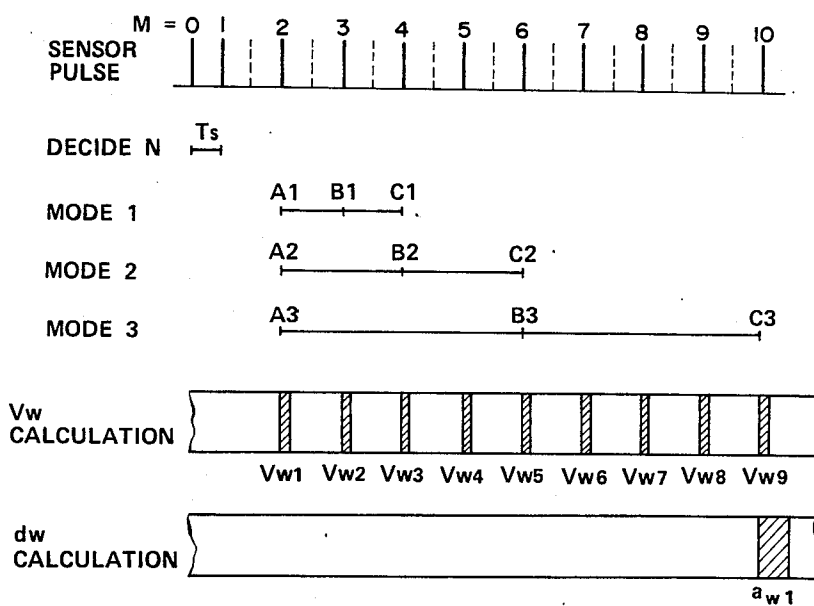 M = 0 1 2 3 4 5 6 7 8 9 10
SENSOR
PULSE
Ts
DECIDE N
A1 B1 C1
MODE 1
A2 B2 C2
MODE 2
A3 B3 C3
MODE 3
Vw
CALCULATION
Vw1 Vw2 Vw3 Vw4 Vw5 Vw6 Vw7 Vw8 Vw9
dw
CALCULATION
aw1